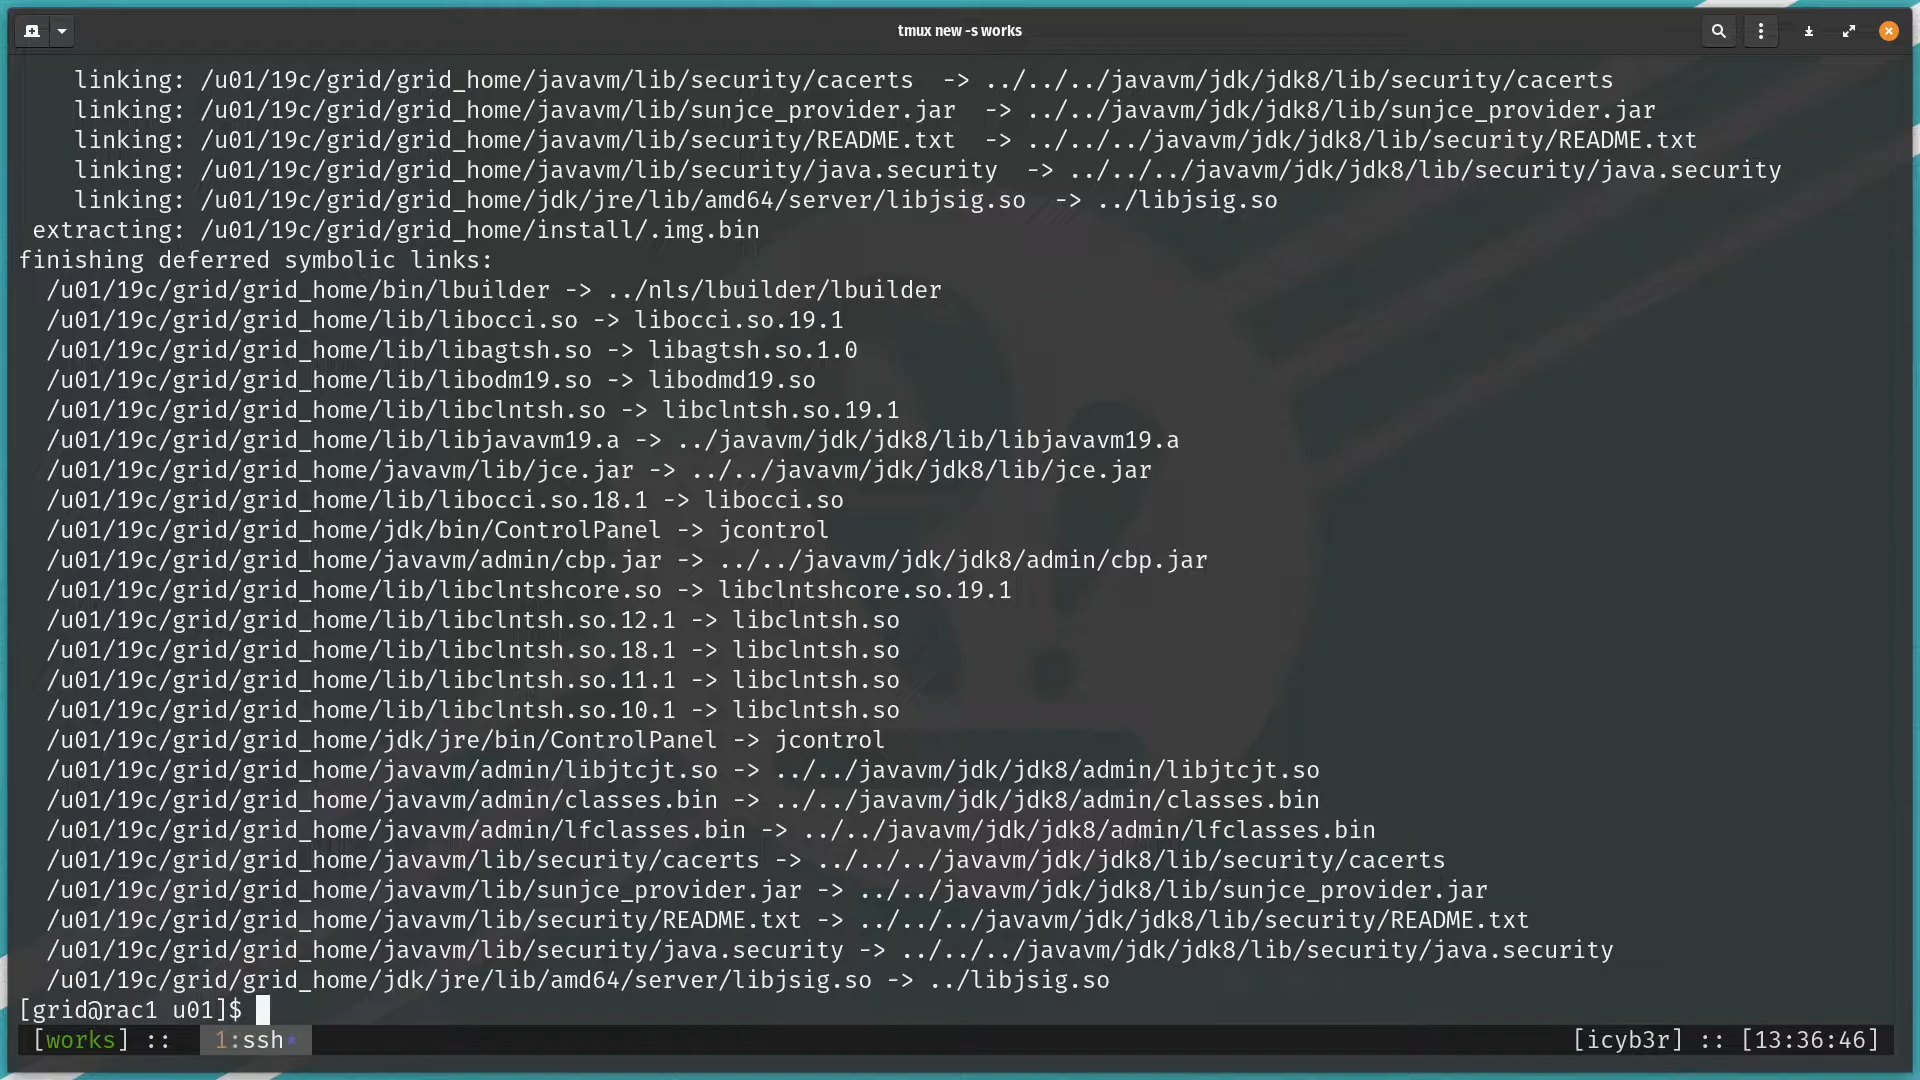 tmux new -s works
linking: /u01/19c/grid/grid_home/javavm/lib/security/cacerts  -> ../../../javavm/jdk/jdk8/lib/security/cacerts
linking: /u01/19c/grid/grid_home/javavm/lib/sunjce_provider.jar  -> ../../javavm/jdk/jdk8/lib/sunjce_provider.jar
linking: /u01/19c/grid/grid_home/javavm/lib/security/README.txt  -> ../../../javavm/jdk/jdk8/lib/security/README.txt
linking: /u01/19c/grid/grid_home/javavm/lib/security/java.security  -> ../../../javavm/jdk/jdk8/lib/security/java.security
linking: /u01/19c/grid/grid_home/jdk/jre/lib/amd64/server/libjsig.so  -> ../libjsig.so
extracting: /u01/19c/grid/grid_home/install/.img.bin
finishing deferred symbolic links:
/u01/19c/grid/grid_home/bin/lbuilder -> ../nls/lbuilder/lbuilder
/u01/19c/grid/grid_home/lib/libocci.so -> libocci.so.19.1
/u01/19c/grid/grid_home/lib/libagtsh.so -> libagtsh.so.1.0
/u01/19c/grid/grid_home/lib/libodm19.so -> libodmd19.so
/u01/19c/grid/grid_home/lib/libclntsh.so -> libclntsh.so.19.1
/u01/19c/grid/grid_home/lib/libjavavm19.a -> ../javavm/jdk/jdk8/lib/libjavavm19.a
/u01/19c/grid/grid_home/javavm/lib/jce.jar -> ../../javavm/jdk/jdk8/lib/jce.jar
/u01/19c/grid/grid_home/lib/libocci.so.18.1 -> libocci.so
/u01/19c/grid/grid_home/jdk/bin/ControlPanel -> jcontrol
/u01/19c/grid/grid_home/javavm/admin/cbp.jar -> ../../javavm/jdk/jdk8/admin/cbp.jar
/u01/19c/grid/grid_home/lib/libclntshcore.so -> libclntshcore.so.19.1
/u01/19c/grid/grid_home/lib/libclntsh.so.12.1 -> libclntsh.so
/u01/19c/grid/grid_home/lib/libclntsh.so.18.1 -> libclntsh.so
/u01/19c/grid/grid_home/lib/libclntsh.so.11.1 -> libclntsh.so
/u01/19c/grid/grid_home/lib/libclntsh.so.10.1 -> libclntsh.so
/u01/19c/grid/grid_home/jdk/jre/bin/ControlPanel -> jcontrol
/u01/19c/grid/grid_home/javavm/admin/libjtcjt.so -> ../../javavm/jdk/jdk8/admin/libjtcjt.so
/u01/19c/grid/grid_home/javavm/admin/classes.bin -> ../../javavm/jdk/jdk8/admin/classes.bin
/u01/19c/grid/grid_home/javavm/admin/lfclasses.bin -> ../../javavm/jdk/jdk8/admin/lfclasses.bin
/u01/19c/grid/grid_home/javavm/lib/security/cacerts -> ../../../javavm/jdk/jdk8/lib/security/cacerts
/u01/19c/grid/grid_home/javavm/lib/sunjce_provider.jar -> ../../javavm/jdk/jdk8/lib/sunjce_provider.jar
/u01/19c/grid/grid_home/javavm/lib/security/README.txt -> ../../../javavm/jdk/jdk8/lib/security/README.txt
/u01/19c/grid/grid_home/javavm/lib/security/java.security -> ../../../javavm/jdk/jdk8/lib/security/java.security
/u01/19c/grid/grid_home/jdk/jre/lib/amd64/server/libjsig.so -> ../libjsig.so
[grid@rac1 u01]$
[works] :: 1:ssh* [icyb3r] :: [13:36:46]